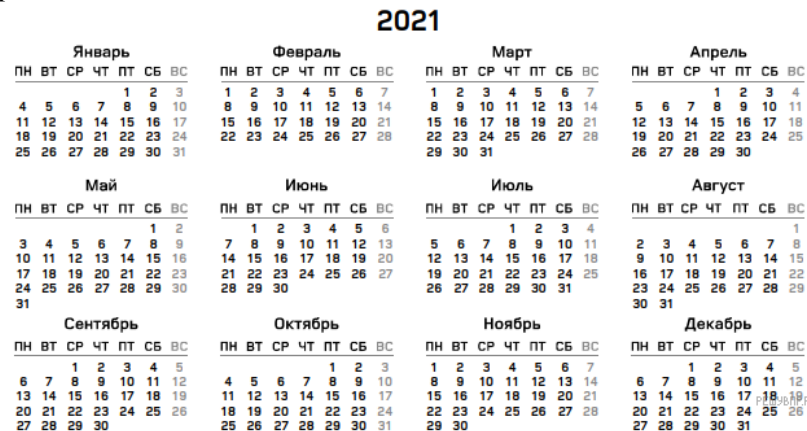 2021
Январь Февраль Март Апрель
ПН ВТ СР ЧТ ПТ СБ ВС ПН ВТ СР ЧТ ПТ СБ ВС ПН ВТ СР ЧТ ПТ СБ ВС ПН ВТ СР ЧТ ПТ СБ ВС
1 2 3 1 2 3 4 5 6 7 1 2 3 4 5 6 7 1 2 3 4
4 5 6 7 8 9 10 8 9 10 11 12 13 14 8 9 10 11 12 13 14 5 6 7 8 9 10 11
11 12 13 14 15 16 17 15 16 17 18 19 20 21 15 16 17 18 19 20 21 12 13 14 15 16 17 18
18 19 20 21 22 23 24 22 23 24 25 26 27 28 22 23 24 25 26 27 28 19 20 21 22 23 24 25
25 26 27 28 29 30 31 29 30 31 26 27 28 29 30
Май Июнь Июль Август
ПН ВТ СР ЧТ ПТ СБ ВС ПН ВТ СР ЧТ ПТ СБ ВС ПН ВТ СР ЧТ ПТ СБ ВС ПН ВТ СР ЧТ ПТ СБ ВС
1 2 1 2 3 4 5 6 1 2 3 4 1
3 4 5 6 7 8 9 7 8 9 10 11 12 13 5 6 7 8 9 10 11 2 3 4 5 6 7 8
10 11 12 13 14 15 16 14 15 16 17 18 19 20 12 13 14 15 16 17 18 9 10 11 12 13 14 15
17 18 19 20 21 22 23 21 22 23 24 25 26 27 19 20 21 22 23 24 25 16 17 18 19 20 21 22
24 25 26 27 28 29 30 28 29 30 26 27 28 29 30 31 23 24 25 26 27 28 29
31 30 31
Сентябрь Октябрь Ноябрь Декабрь
ПН ВТ СР ЧТ ПТ СБ ВС ПН ВТ СР ЧТ ПТ СБ ВС ПН ВТ СР ЧТ ПТ СБ ВС ПН ВТ СР ЧТ ПТ СБ ВС
1 2 3 4 5 1 2 3 1 2 3 4 5 6 7 1 2 3 4 5
6 7 8 9 10 11 12 4 5 6 7 8 9 10 8 9 10 11 12 13 14 6 7 8 9 10 11 12
13 14 15 16 17 18 19 11 12 13 14 15 16 17 15 16 17 18 19 20 21 13 14 15 16 17 18 19
20 21 22 23 24 25 26 18 19 20 21 22 23 24 22 23 24 25 26 27 28 20 21 22 23 24 25 26
27 28 29 30 25 26 27 28 29 30 31 29 30 27 28 29 30 31